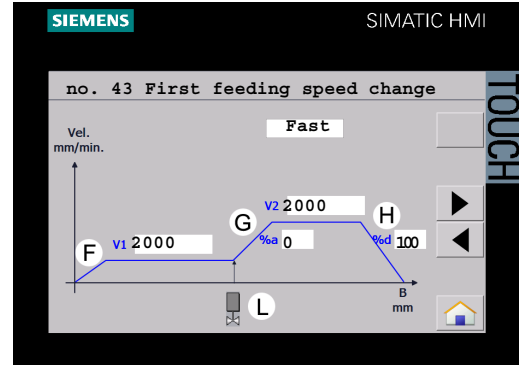 SIEMENS
SIMATIC HMI
TOUCH
no. 43 First feeding speed change
Fast
Vel.
mm/min.
V2 2000
G
H
F
V1 2000
%a 0
%d 100
B
mm
L